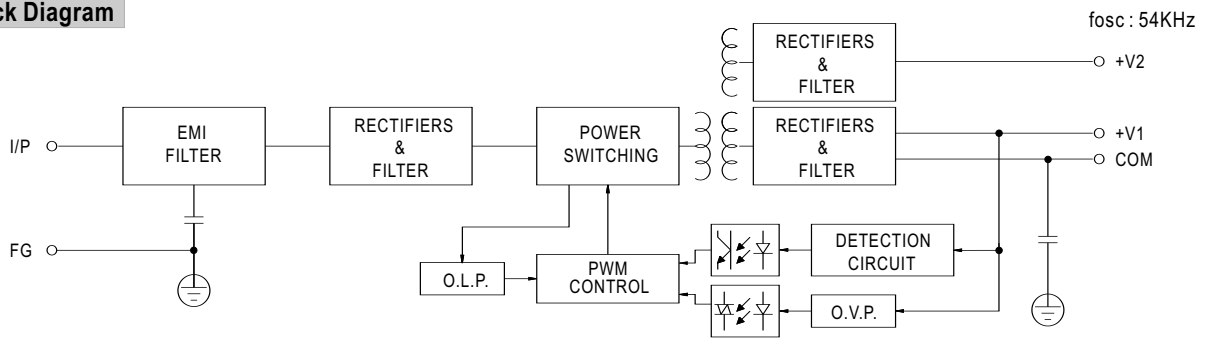 ck Diagram
fosc : 54KHz
RECTIFIERS
&
FILTER
+V2
I/P
EMI
FILTER
RECTIFIERS
&
FILTER
POWER
SWITCHING
RECTIFIERS
&
FILTER
+V1
COM
FG
O.L.P.
PWM
CONTROL
DETECTION
CIRCUIT
O.V.P.